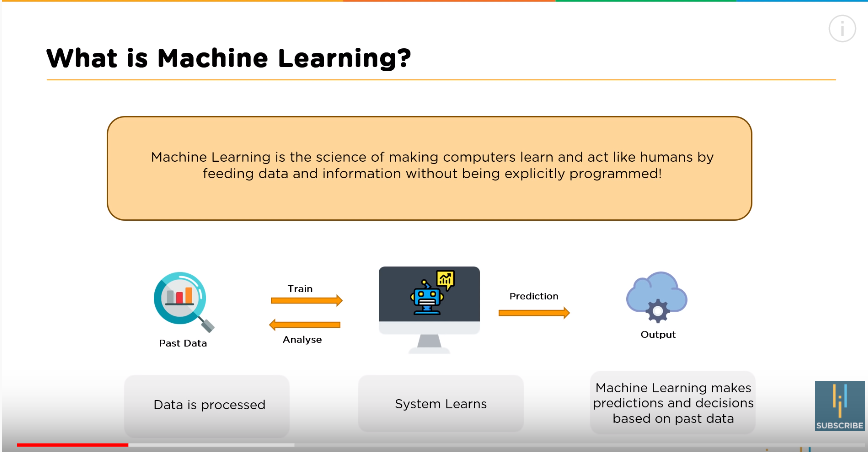 What is Machine Learning?
Machine Learning is the science of making computers learn and act like humans by
feeding data and information without being explicitly programmed!
Train
Prediction
Past Data
Analyse
Output
Data is processed
System Learns
Machine Learning makes
predictions and decisions
based on past data
SUBSCRIBE